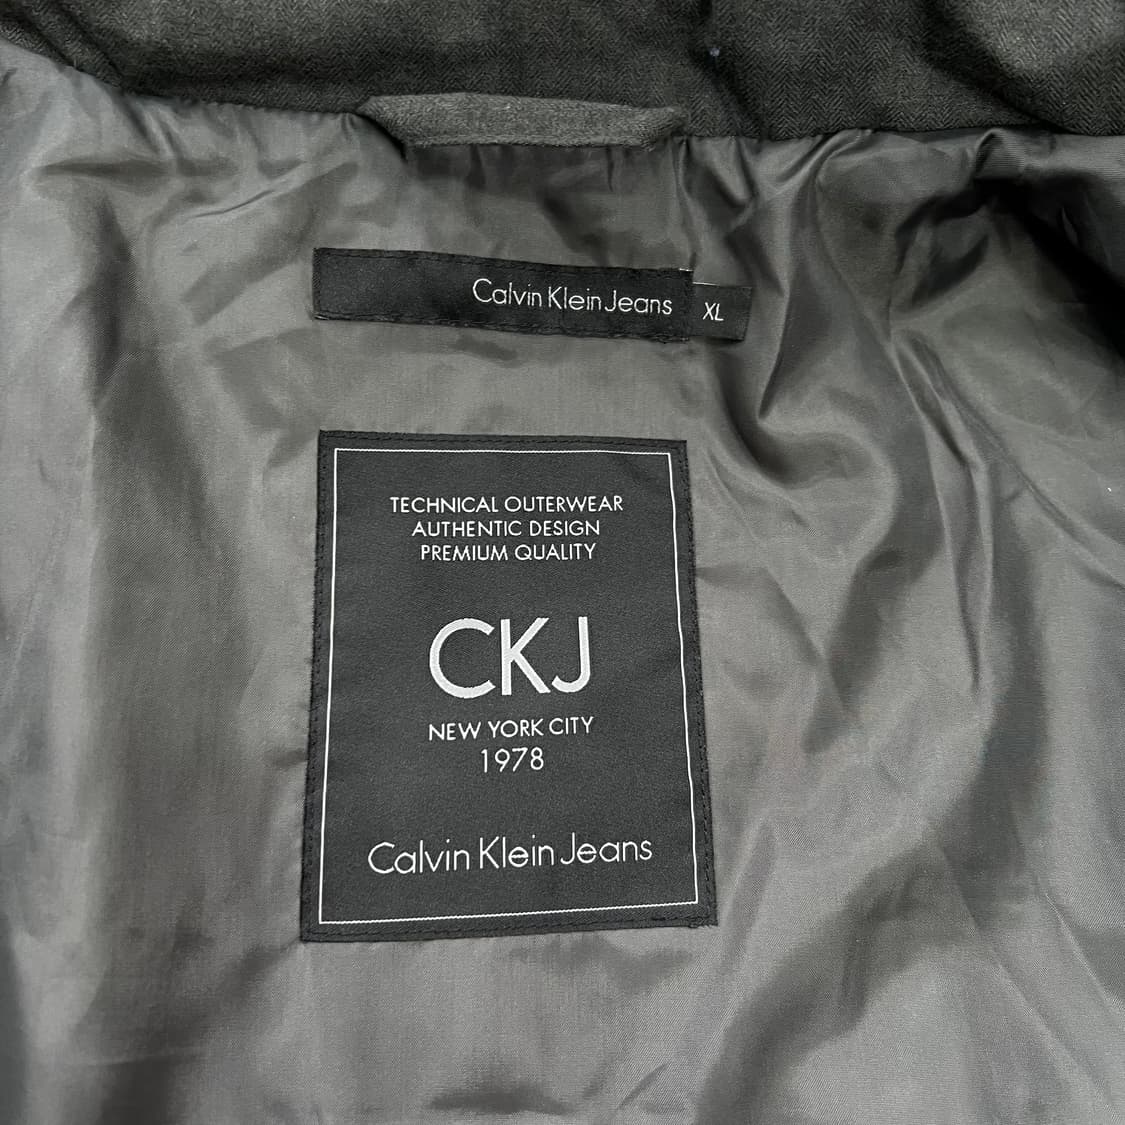 Calvin Klein Jeans
XL
TECHNICAL OUTERWEAR
AUTHENTIC DESIGN
PREMIUM QUALITY
CKJ
NEW YORK CITY
1978
Calvin Klein Jeans